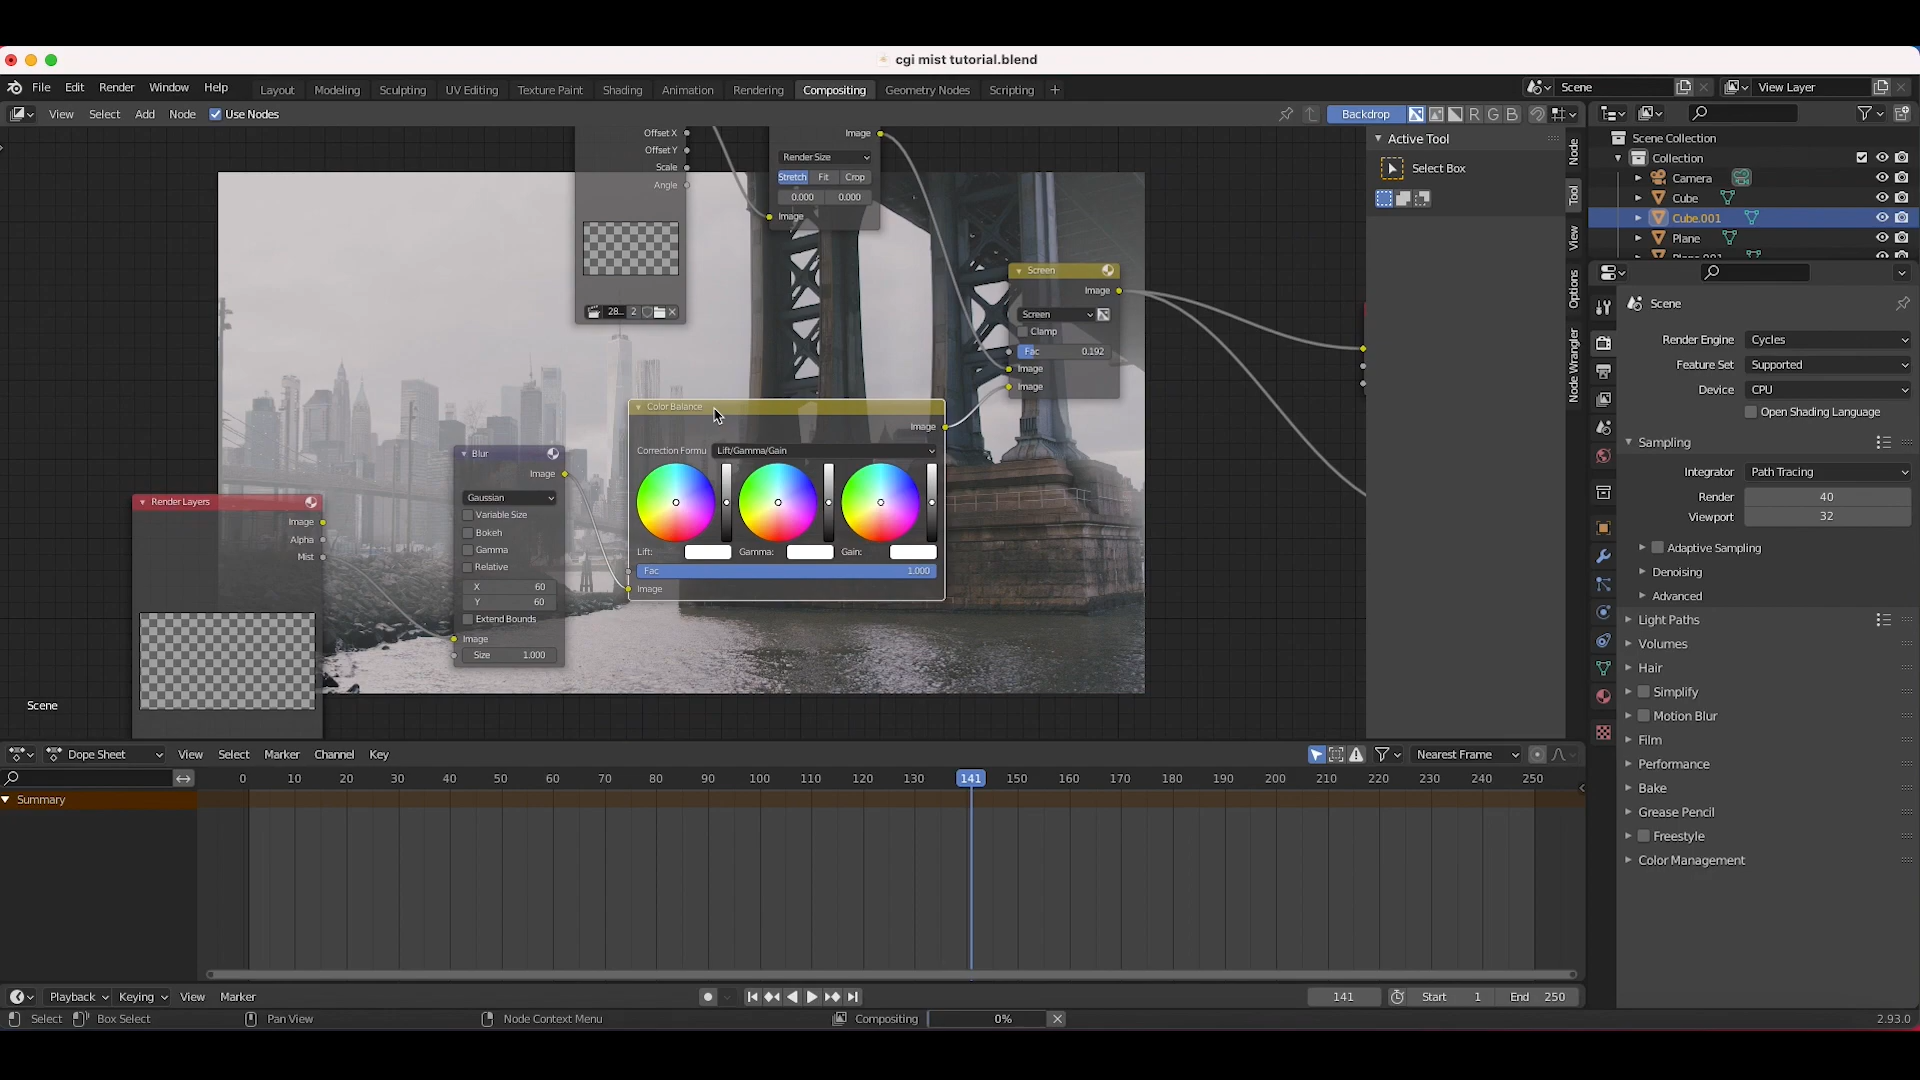 cgi mist tutorial.blend
File Edit Render Window Help Layout Modeling Sculpting UV Editing Texture Paint Shading Animation Rendering Compositing Geometry Nodes Scripting + Scene View Layer
View Select Add Node Use Nodes Backdrop R G B
Offset X
Offset Y
Scale
Angle
28... 2
Image
Render Size
Stretch Fit Crop
0.000 0.000
Image
Screen
Image
Screen
Clamp
Fac 0.192
Image
Image
Color Balance
Image
Correction Formu Lift/Gamma/Gain
Lift: Gamma: Gain:
Fac 1.000
Image
Blur
Image
Gaussian
Variable Size
Bokeh
Gamma
Relative
X 60
Y 60
Extend Bounds
Image
Size 1.000
Render Layers
Image
Alpha
Mist
Scene
Active Tool
Select Box
Node
Tool
View
Options
Node Wrangler
Scene Collection
Collection
Camera
Cube
Cube.001
Plane
Plane.001
Scene
Render Engine Cycles
Feature Set Supported
Device CPU
Open Shading Language
Sampling
Integrator Path Tracing
Render 40
Viewport 32
Adaptive Sampling
Denoising
Advanced
Light Paths
Volumes
Hair
Simplify
Motion Blur
Film
Performance
Bake
Grease Pencil
Freestyle
Color Management
Dope Sheet View Select Marker Channel Key Nearest Frame
0 10 20 30 40 50 60 70 80 90 100 110 120 130 141 150 160 170 180 190 200 210 220 230 240 250
Summary
Playback Keying View Marker 141 Start 1 End 250
Select Box Select Pan View Node Context Menu Compositing 0% 2.93.0